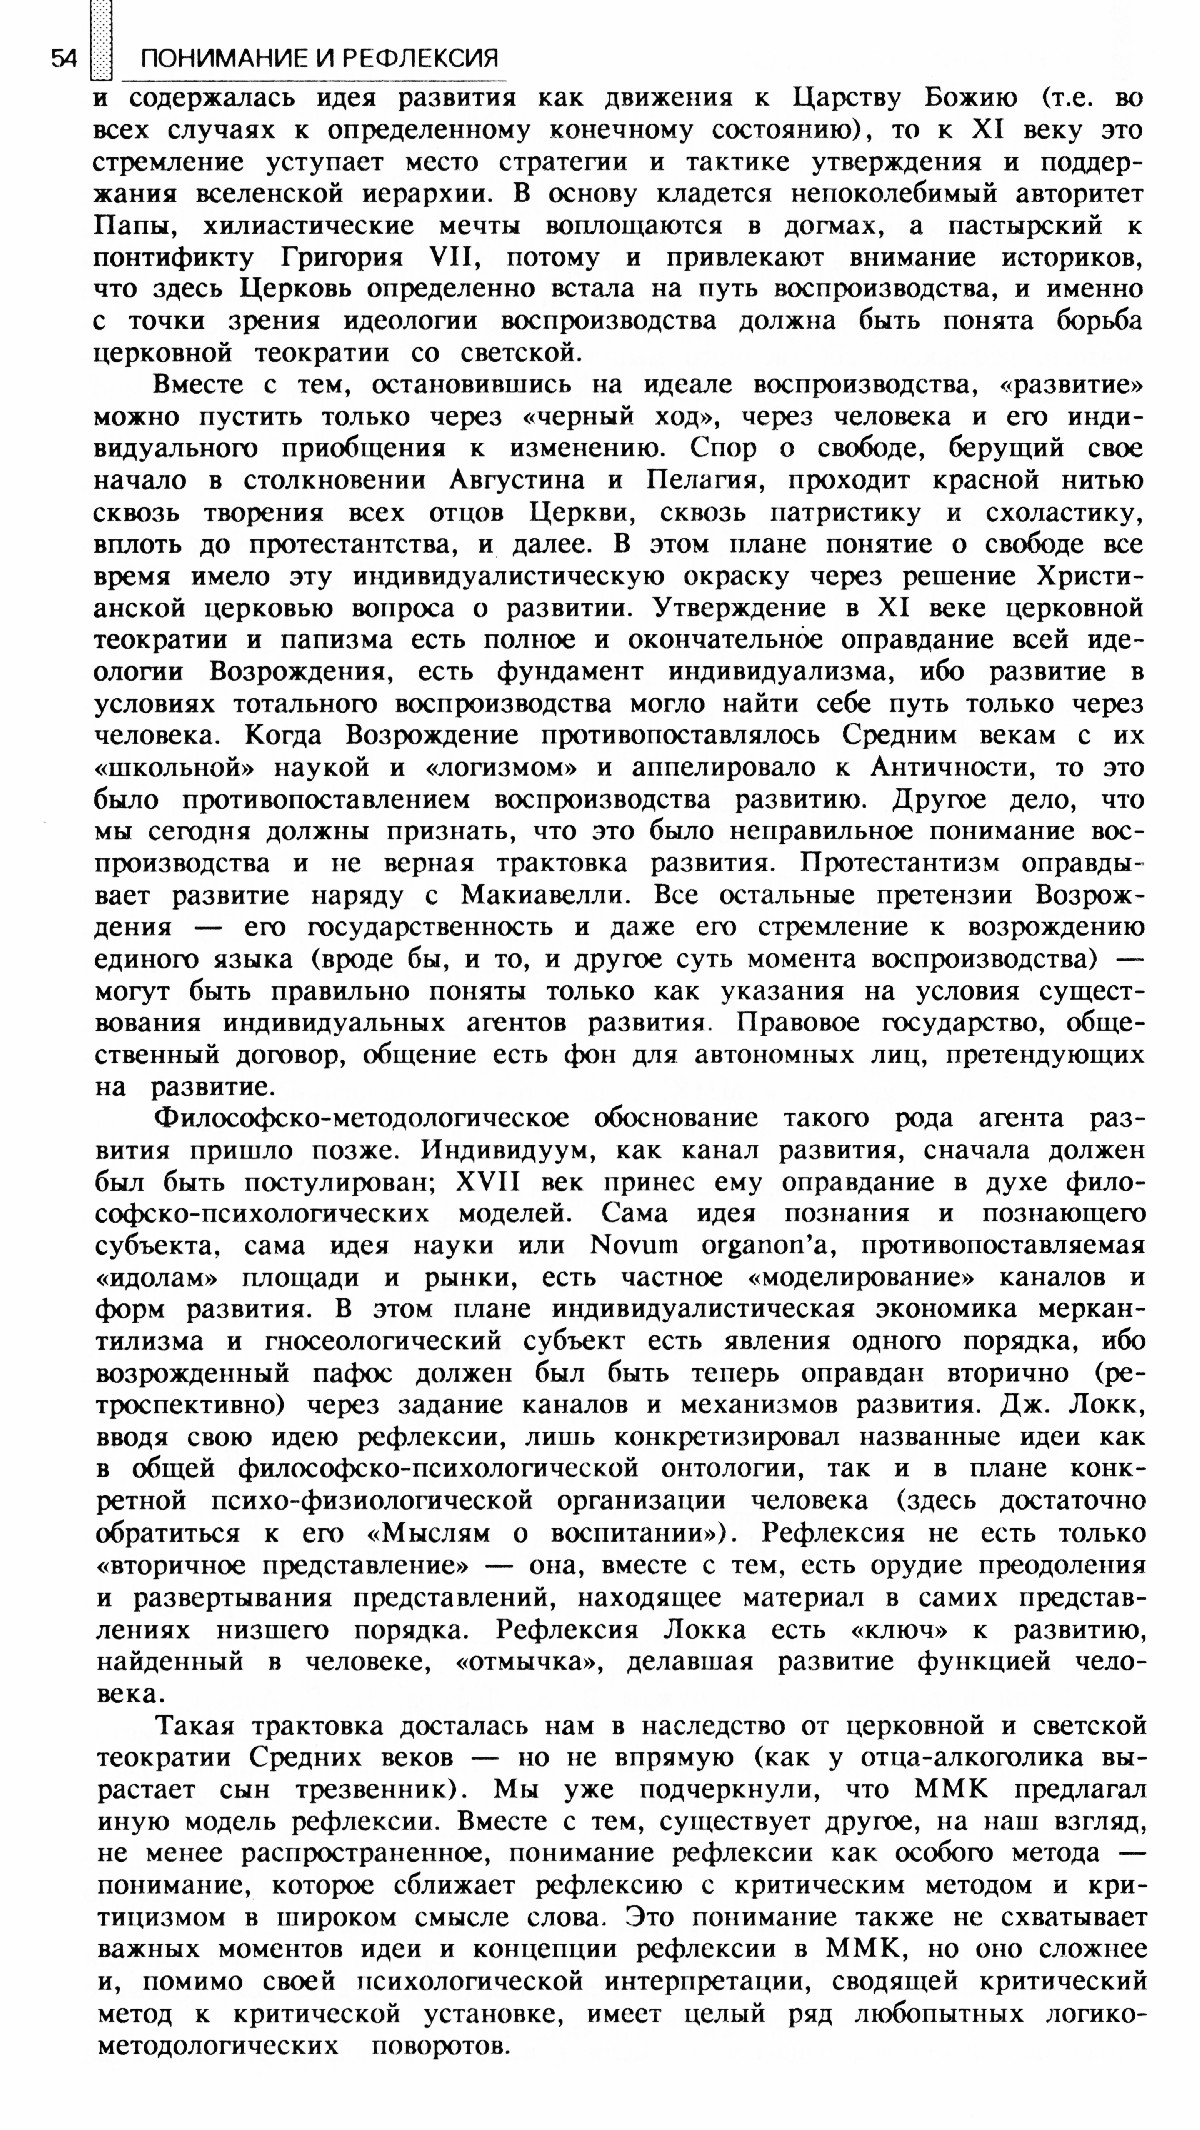 54 ПОНИМАНИЕ И РЕФЛЕКСИЯ
и содержалась идея развития как движения к Царству Божию (т.е. во
всех случаях к определенному конечному состоянию), то к XI веку это
стремление уступает место стратегии и тактике утверждения и поддер-
жания вселенской иерархии. В основу кладется непоколебимый авторитет
Папы, хилиастические мечты воплощаются в догмах, а пастырский к
понтификту Григория VII, потому и привлекают внимание историков,
что здесь Церковь определенно встала на путь воспроизводства, и именно
с точки зрения идеологии воспроизводства должна быть понята борьба
церковной теократии со светской.
Вместе с тем, остановившись на идеале воспроизводства, «развитие»
можно пустить только через «черный ход», через человека и его инди-
видуального приобщения к изменению. Спор о свободе, берущий свое
начало в столкновении Августина и Пелагия, проходит красной нитью
сквозь творения всех отцов Церкви, сквозь патристику и схоластику,
вплоть до протестантства, и далее. В этом плане понятие о свободе все
время имело эту индивидуалистическую окраску через решение Христи-
анской церковью вопроса о развитии. Утверждение в XI веке церковной
теократии и папизма есть полное и окончательное оправдание всей иде-
ологии Возрождения, есть фундамент индивидуализма, ибо развитие в
условиях тотального воспроизводства могло найти себе путь только через
человека. Когда Возрождение противопоставлялось Средним векам с их
«школьной» наукой и «логизмом» и аппелировало к Античности, то это
было противопоставлением воспроизводства развитию. Другое дело, что
мы сегодня должны признать, что это было неправильное понимание вос-
производства и не верная трактовка развития. Протестантизм оправды-
вает развитие наряду с Макиавелли. Все остальные претензии Возрож-
дения — его государственность и даже его стремление к возрождению
единого языка (вроде бы, и то, и другое суть момента воспроизводства) —
могут быть правильно поняты только как указания на условия сущест-
вования индивидуальных агентов развития. Правовое государство, обще-
ственный договор, общение есть фон для автономных лиц, претендующих
на развитие.
Философско-методологическое обоснование такого рода агента раз-
вития пришло позже. Индивидуум, как канал развития, сначала должен
был быть постулирован; XVII век принес ему оправдание в духе фило-
софско-психологических моделей. Сама идея познания и познающего
субъекта, сама идея науки или Novum organon’a, противопоставляемая
«идолам» площади и рынки, есть частное «моделирование» каналов и
форм развития. В этом плане индивидуалистическая экономика меркан-
тилизма и гносеологический субъект есть явления одного порядка, ибо
возрожденный пафос должен был быть теперь оправдан вторично (ре-
троспективно) через задание каналов и механизмов развития. Дж. Локк,
вводя свою идею рефлексии, лишь конкретизировал названные идеи как
в общей философско-психологической онтологии, так и в плане конк-
ретной психо-физиологической организации человека (здесь достаточно
обратиться к его «Мыслям о воспитании»). Рефлексия не есть только
«вторичное представление» — она, вместе с тем, есть орудие преодоления
и развертывания представлений, находящее материал в самих представ-
лениях низшего порядка. Рефлексия Локка есть «ключ» к развитию,
найденный в человеке, «отмычка», делавшая развитие функцией чело-
века.
Такая трактовка досталась нам в наследство от церковной и светской
теократии Средних веков — но не впрямую (как у отца-алкоголика вы-
растает сын трезвенник). Мы уже подчеркнули, что ММК предлагал
иную модель рефлексии. Вместе с тем, существует другое, на наш взгляд,
не менее распространенное, понимание рефлексии как особого метода —
понимание, которое сближает рефлексию с критическим методом и кри-
тицизмом в широком смысле слова. Это понимание также не схватывает
важных моментов идеи и концепции рефлексии в ММК, но оно сложнее
и, помимо своей психологической интерпретации, сводящей критический
метод к критической установке, имеет целый ряд любопытных логико-
методологических поворотов.